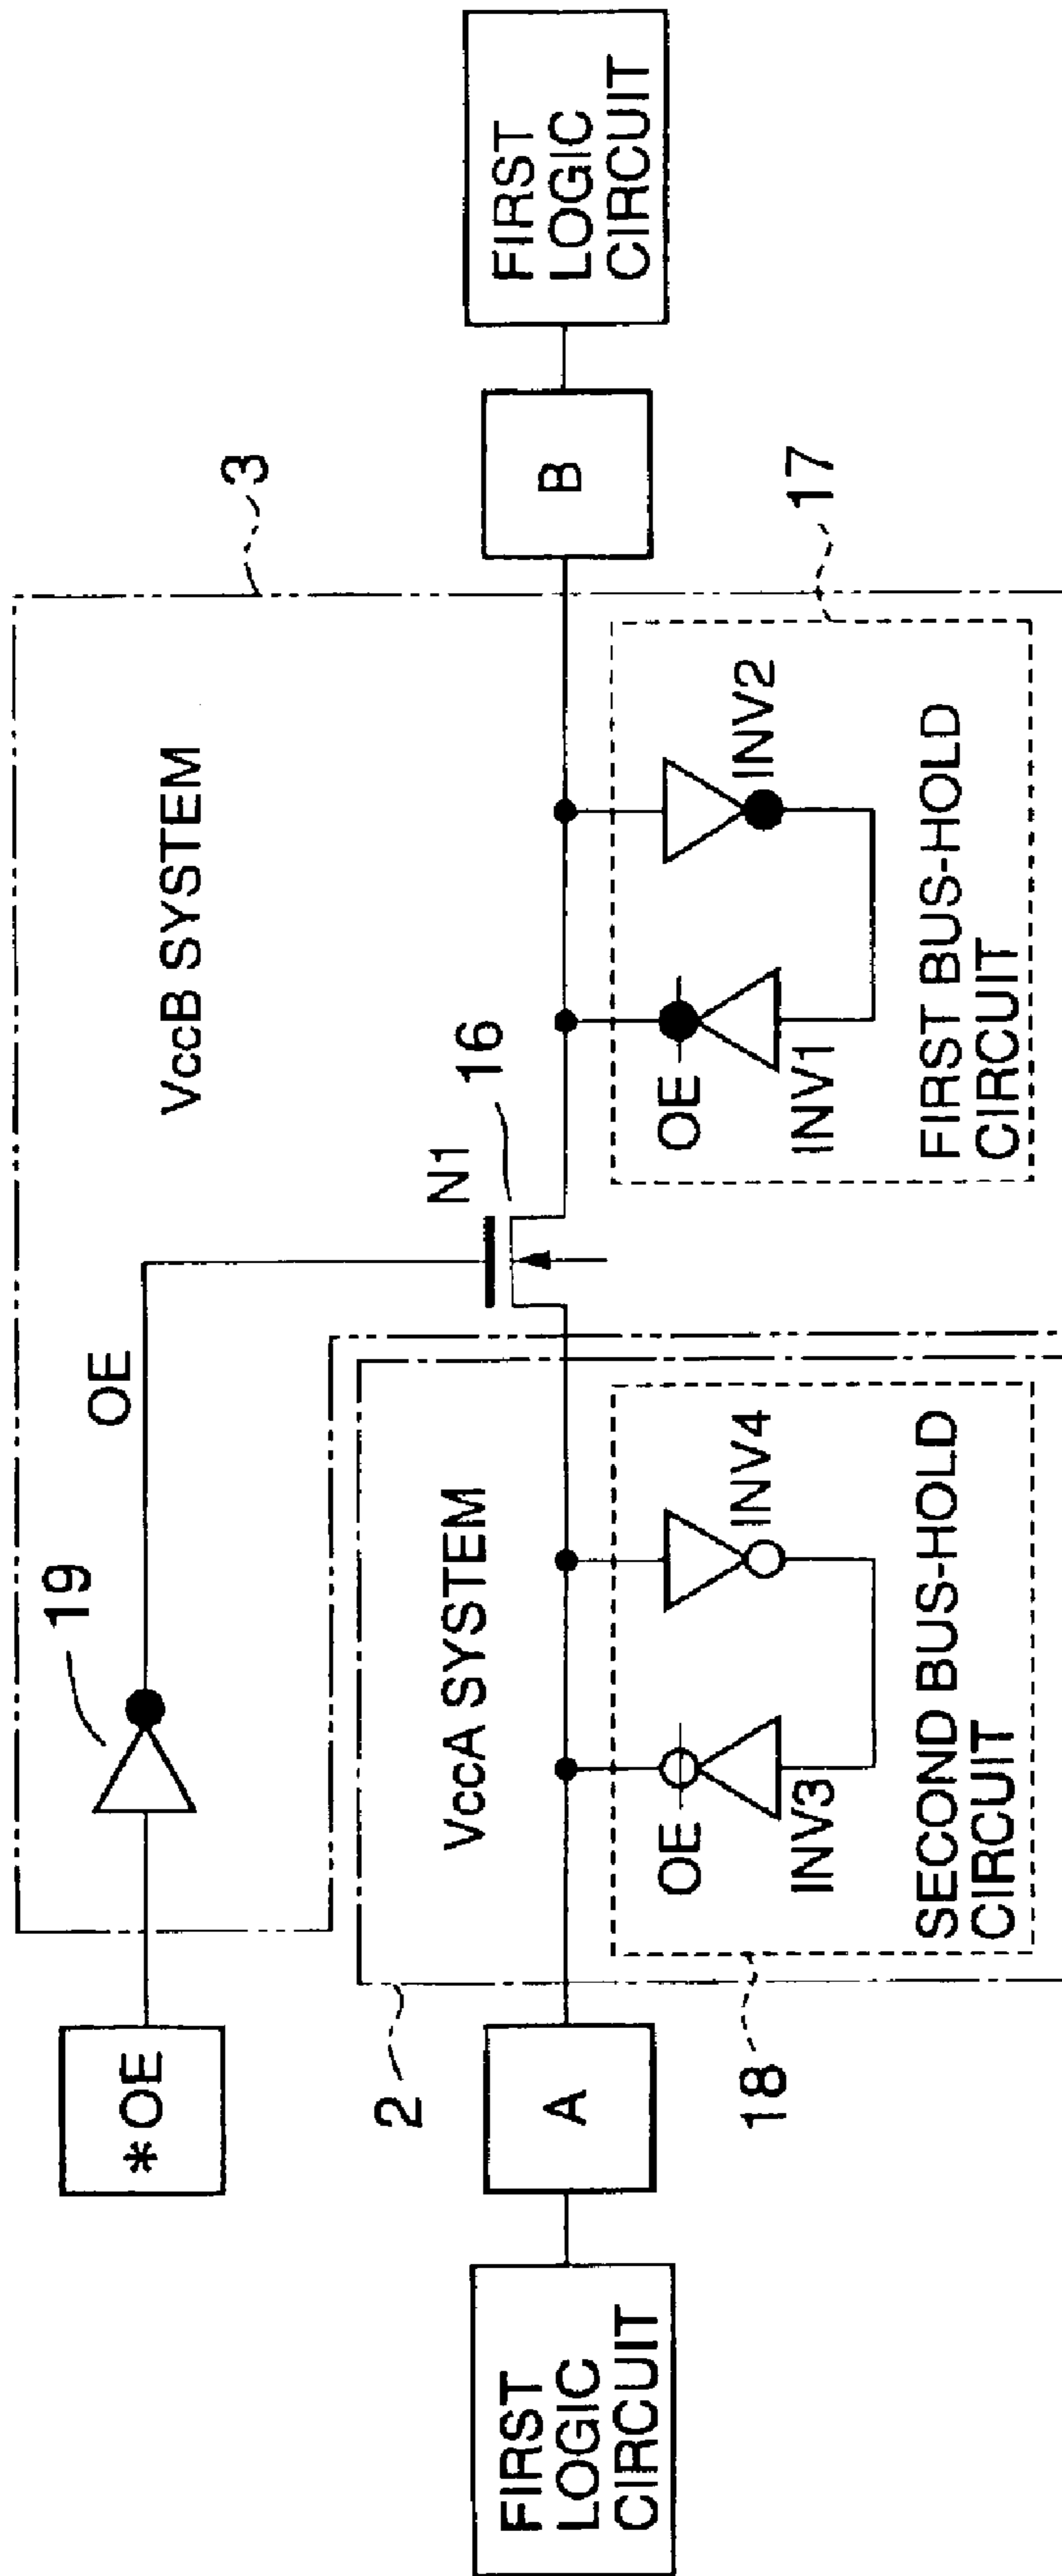 *OE
19
OE
VccB SYSTEM
3
VccA SYSTEM
2
N1
16
FIRST
LOGIC
CIRCUIT
A
B
FIRST
LOGIC
CIRCUIT
OE
INV3
INV4
SECOND BUS-HOLD
CIRCUIT
18
OE
INV1
INV2
FIRST BUS-HOLD
CIRCUIT
17